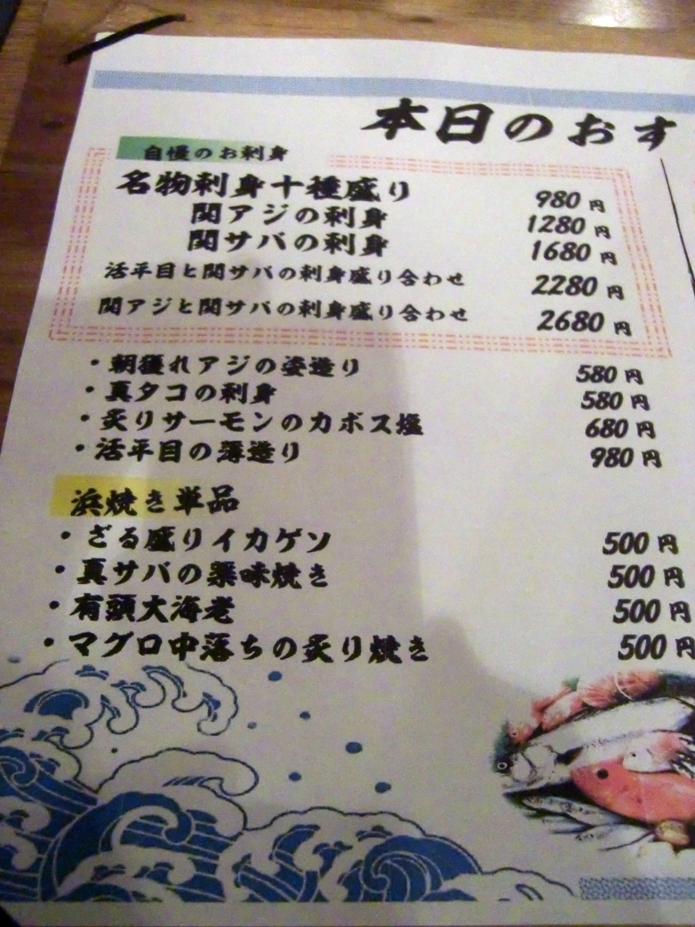 本日のおす
自慢のお刺身
名物刺身十種盛り 980円
関アジの刺身 1280円
関サバの刺身 1680円
活平目と関サバの刺身盛り合わせ 2280円
関アジと関サバの刺身盛り合わせ 2680円
・朝獲れアジの姿造り 580円
・真タコの刺身 580円
・炙りサーモンのカボス塩 680円
・活平目の薄造り 980円
浜焼き単品
・ざる盛りイカゲソ 500円
・真サバの薬味焼き 500円
・有頭大海老 500円
・マグロ中落ちの炙り焼き 500円